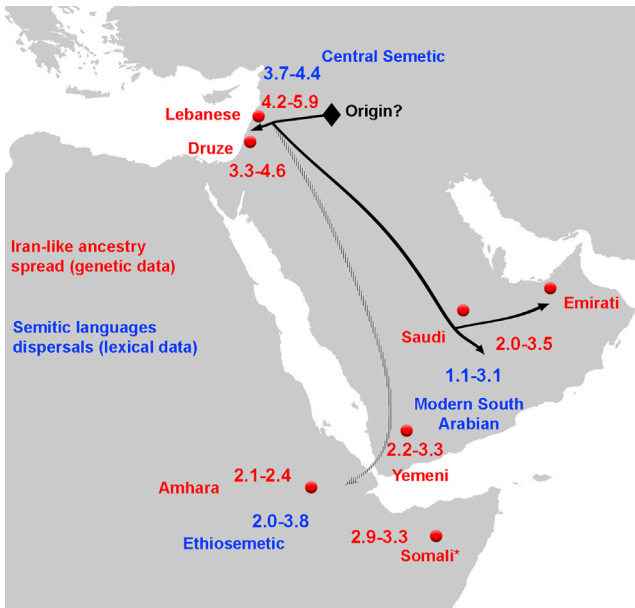 Central Semetic
3.7-4.4
4.2-5.9
Lebanese
Origin?
Druze
3.3-4.6
Iran-like ancestry
spread (genetic data)
Semitic languages
dispersals (lexical data)
Emirati
Saudi
2.0-3.5
1.1-3.1
Modern South
Arabian
2.2-3.3
Yemeni
2.1-2.4
Amhara
2.0-3.8
Ethiosemetic
2.9-3.3
Somali*